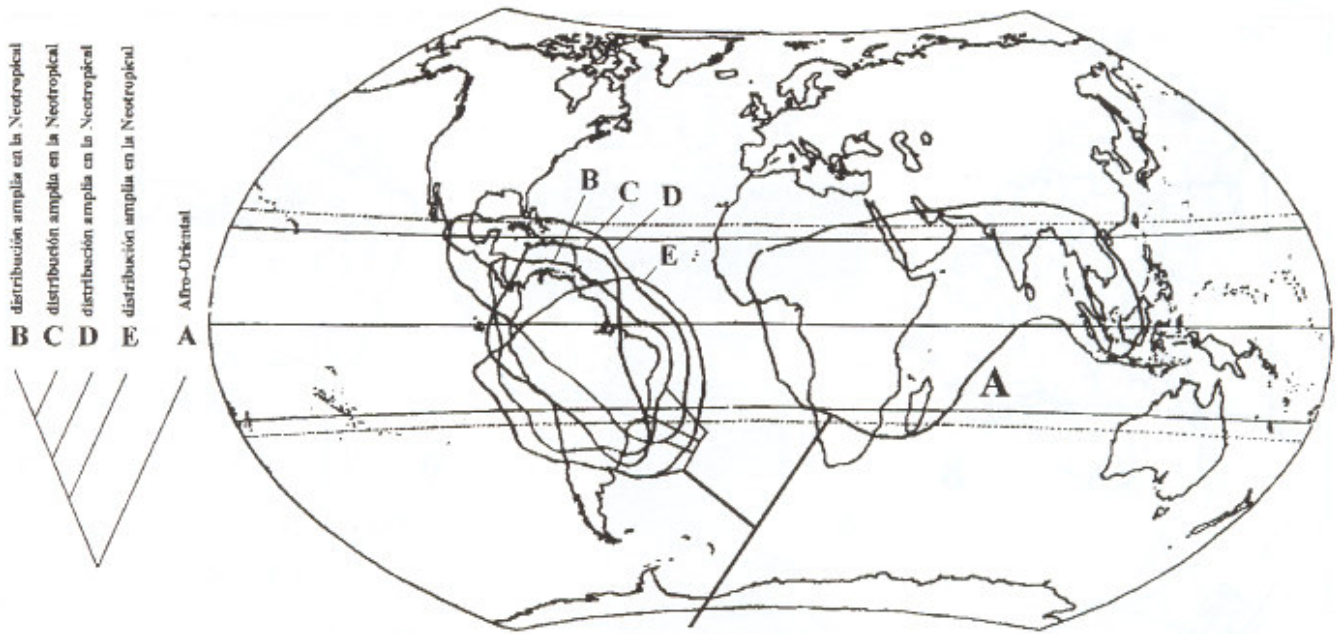 B distribución amplia en la Neotropical
C distribución amplia en la Neotropical
D distribución amplia en la Neotropical
E distribución amplia en la Neotropical
A Afro-Oriental
B
C
D
E
A